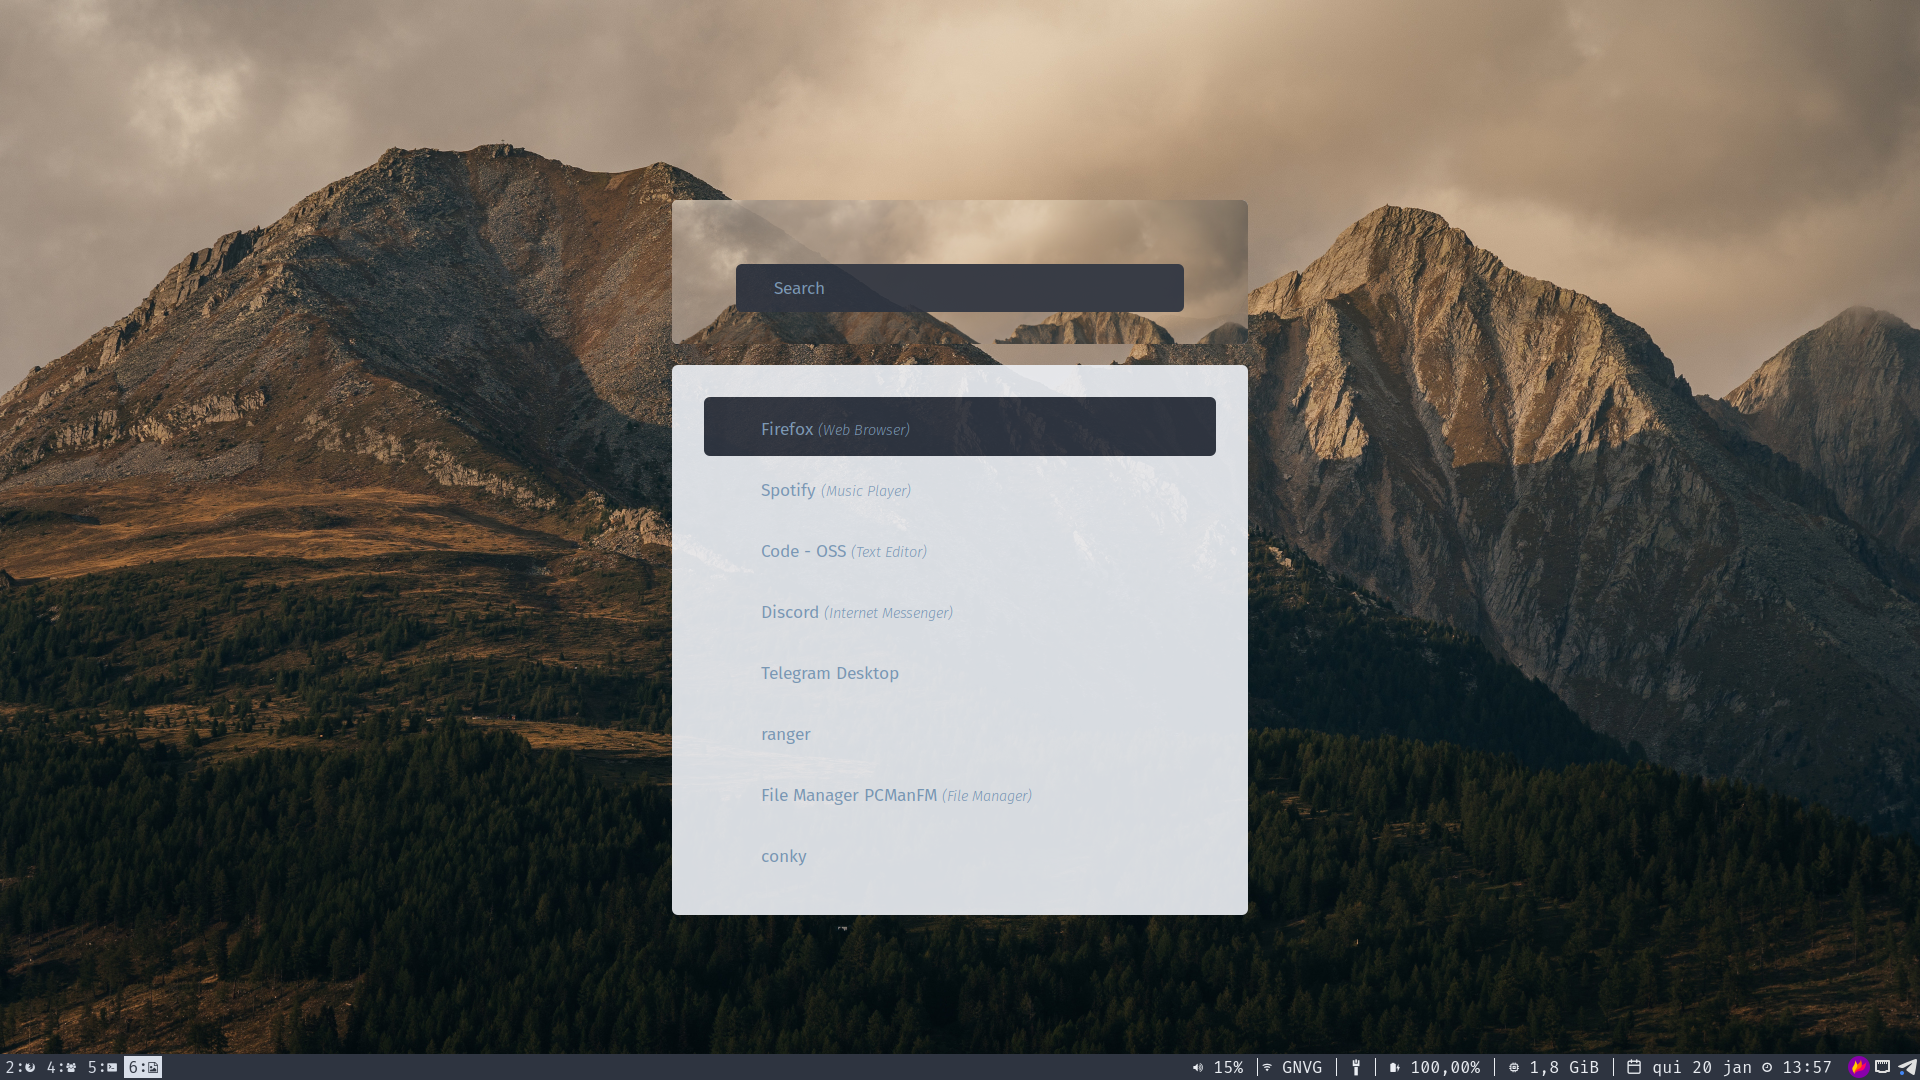 Search
Firefox (Web Browser)
Spotify (Music Player)
Code - OSS (Text Editor)
Discord (Internet Messenger)
Telegram Desktop
ranger
File Manager PCManFM (File Manager)
conky
2: 4: 5: 6: 15% GNVG 100,00% 1,8 GiB qui 20 jan 13:57